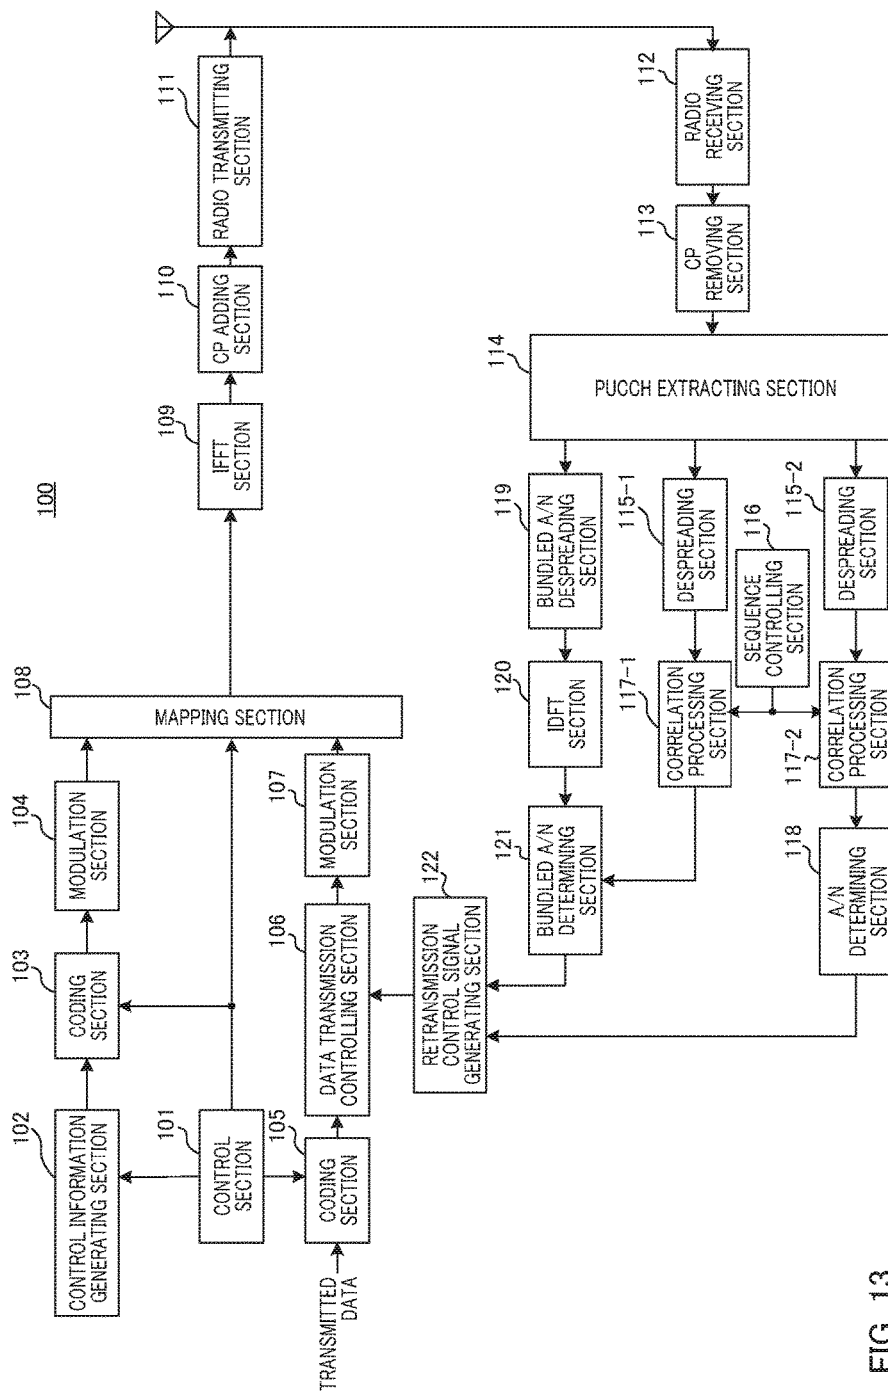 100
102
CONTROL INFORMATION
GENERATING SECTION
103
CODING
SECTION
104
MODULATION
SECTION
101
CONTROL
SECTION
108
MAPPING SECTION
109
IFFT
SECTION
110
CP ADDING
SECTION
111
RADIO TRANSMITTING
SECTION
TRANSMITTED
DATA
105
CODING
SECTION
106
DATA TRANSMISSION
CONTROLLING SECTION
107
MODULATION
SECTION
122
RETRANSMISSION
CONTROL SIGNAL
GENERATING SECTION
121
BUNDLED A/N
DETERMINING
SECTION
120
IDFT
SECTION
119
BUNDLED A/N
DESPREADING
SECTION
114
PUCCH EXTRACTING SECTION
113
CP
REMOVING
SECTION
112
RADIO
RECEIVING
SECTION
117-1
CORRELATION
PROCESSING
SECTION
115-1
DESPREADING
SECTION
116
SEQUENCE
CONTROLLING
SECTION
118
A/N
DETERMINING
SECTION
117-2
CORRELATION
PROCESSING
SECTION
115-2
DESPREADING
SECTION
FIG. 13